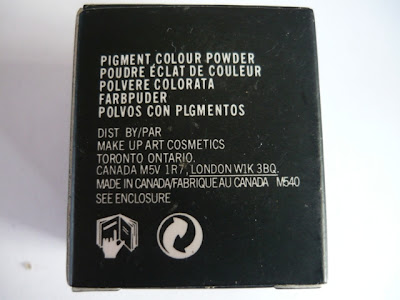 PIGMENT COLOUR POWDER
POUDRE ÉCLAT DE COULEUR
POLVERE COLORATA
FARBPUDER
POLVOS CON PLGMENTOS
DIST BY/PAR
MAKE UP ART COSMETICS
TORONTO ONTARIO.
CANADA M5V 1R7, LONDON W1K 3BQ.
MADE IN CANADA/FABRIQUE AU CANADA M540
SEE ENCLOSURE